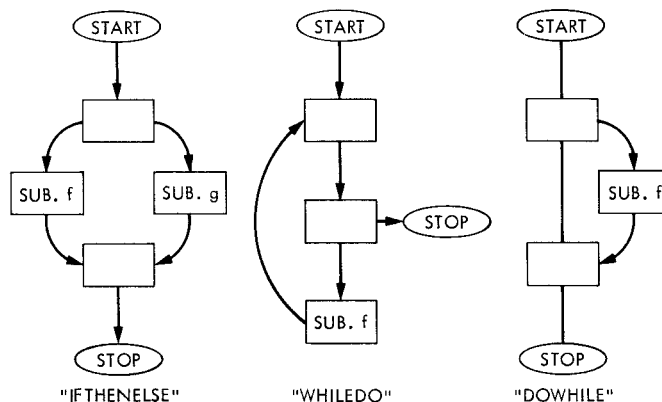 START
SUB. f
SUB. g
STOP
"IFTHENELSE"
START
STOP
SUB. f
"WHILEDO"
START
SUB. f
STOP
"DOWHILE"